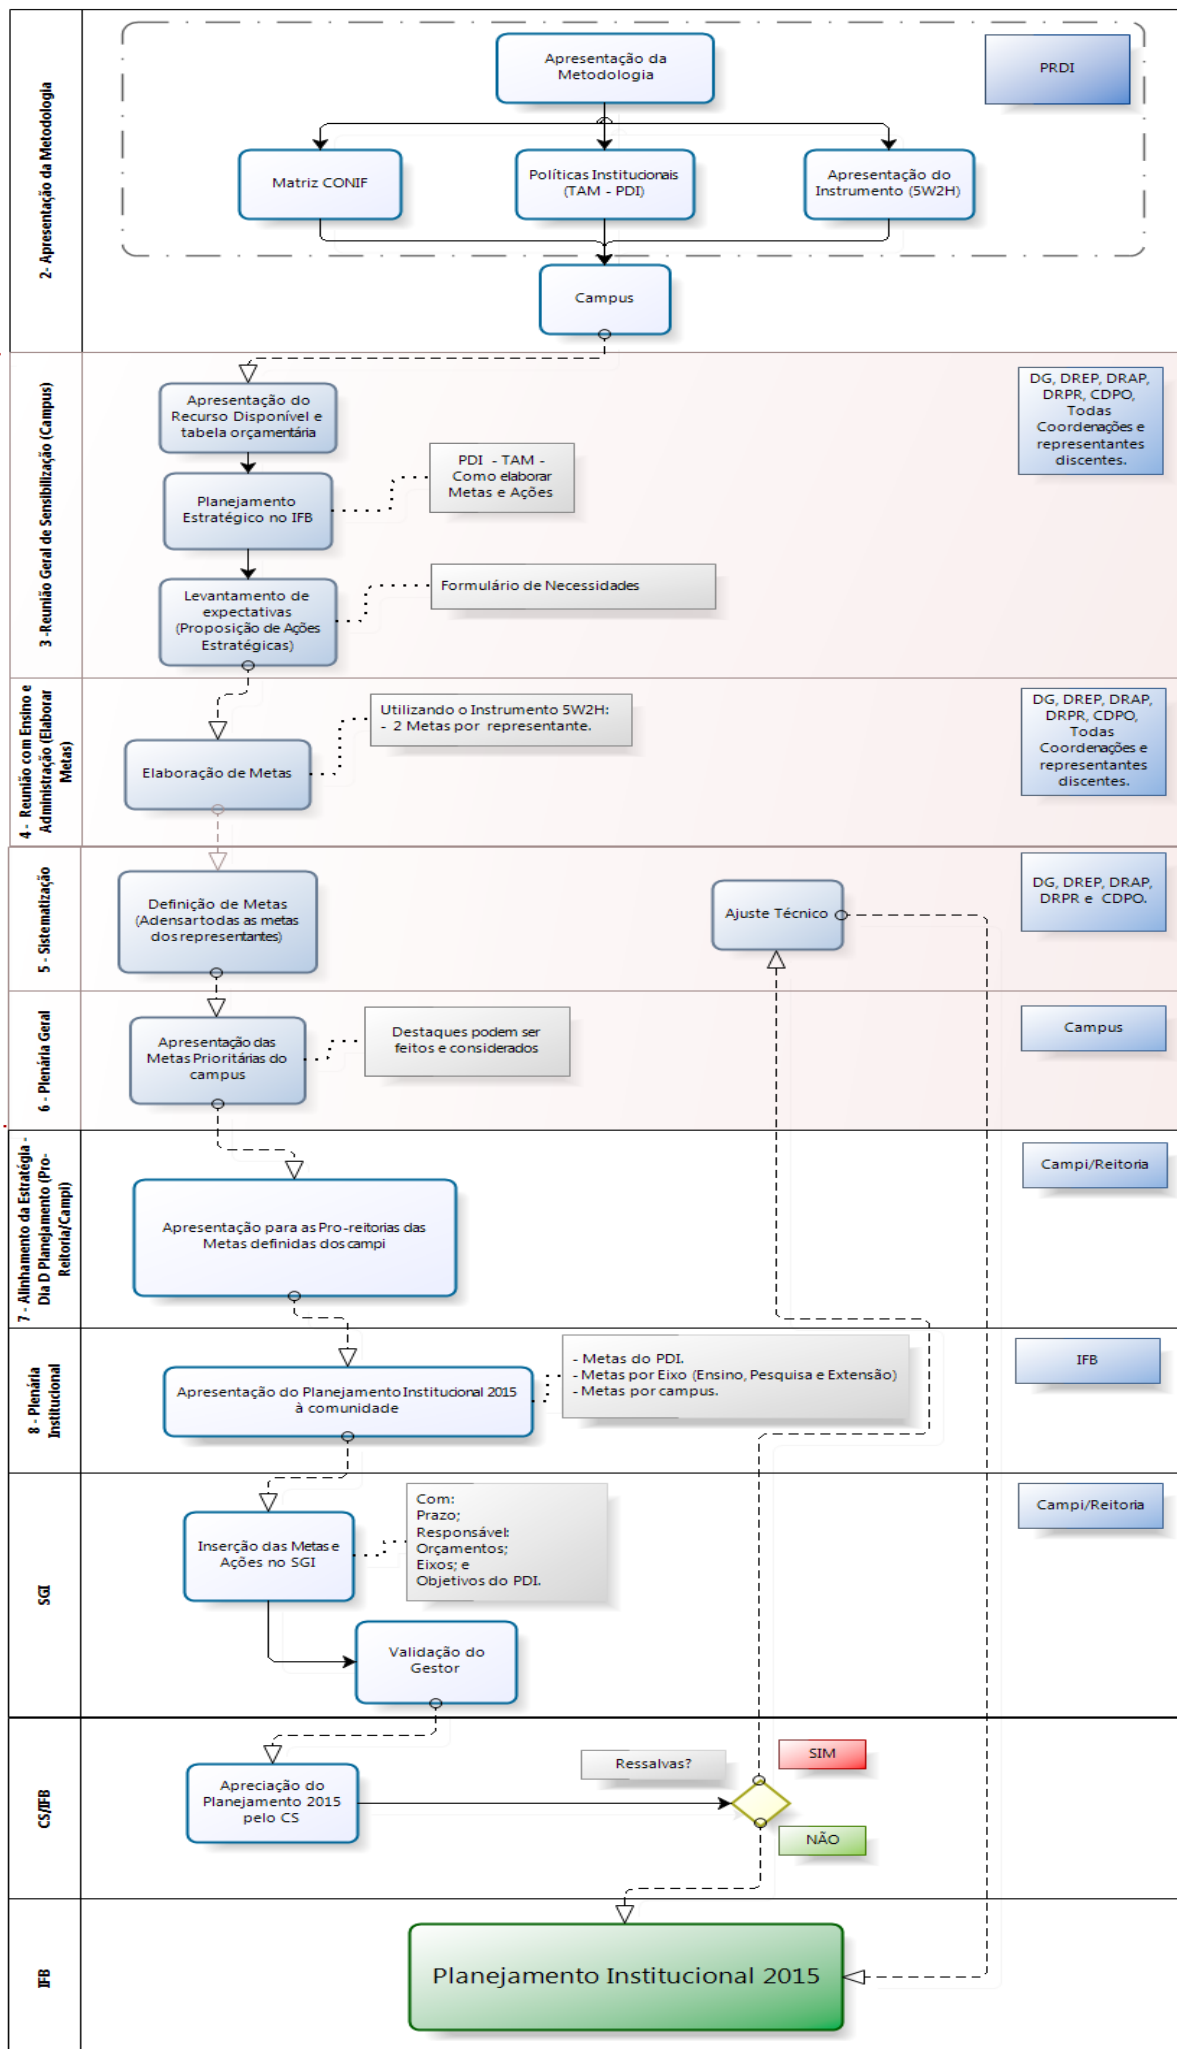 2- Apresentação da Metodologia
Apresentação da
Metodologia
PRDI
Matriz CONIF
Políticas Institucionais
(TAM - PDI)
Apresentação do
Instrumento (5W2H)
Campus
3 -Reunião Geral de Sensibilização (Campus)
Apresentação do
Recurso Disponível e
tabela orçamentária
DG, DREP, DRAP,
DRPR, CDPO,
Todas
Coordenações e
representantes
discentes.
PDI - TAM -
Como elaborar
Metas e Ações
Planejamento
Estratégico no IFB
Formulário de Necessidades
Levantamento de
expectativas
(Proposição de Ações
Estratégicas)
4 - Reunião com Ensino e
Administração (Elaborar
Metas)
Utilizando o Instrumento 5W2H:
- 2 Metas por representante.
DG, DREP, DRAP,
DRPR, CDPO,
Todas
Coordenações e
representantes
discentes.
Elaboração de Metas
5 - Sistematização
Definição de Metas
(Adensar todas as metas
dos representantes)
Ajuste Técnico
DG, DREP, DRAP,
DRPR e CDPO.
6 - Plenária Geral
Apresentação das
Metas Prioritárias do
campus
Destaques podem ser
feitos e considerados
Campus
7 - Alinhamento da Estratégia -
Dia D Planejamento (Pro-
Reitoria/Campi)
Apresentação para as Pro-reitorias das
Metas definidas dos campi
Campi/Reitoria
8 - Plenária
Institucional
Apresentação do Planejamento Institucional 2015
à comunidade
- Metas do PDI.
- Metas por Eixo (Ensino, Pesquisa e Extensão)
- Metas por campus.
IFB
SGI
Inserção das Metas e
Ações no SGI
Com:
Prazo;
Responsável:
Orçamentos;
Eixos; e
Objetivos do PDI.
Campi/Reitoria
Validação do
Gestor
CS/IFB
Apreciação do
Planejamento 2015
pelo CS
Ressalvas?
SIM
NÃO
IFB
Planejamento Institucional 2015